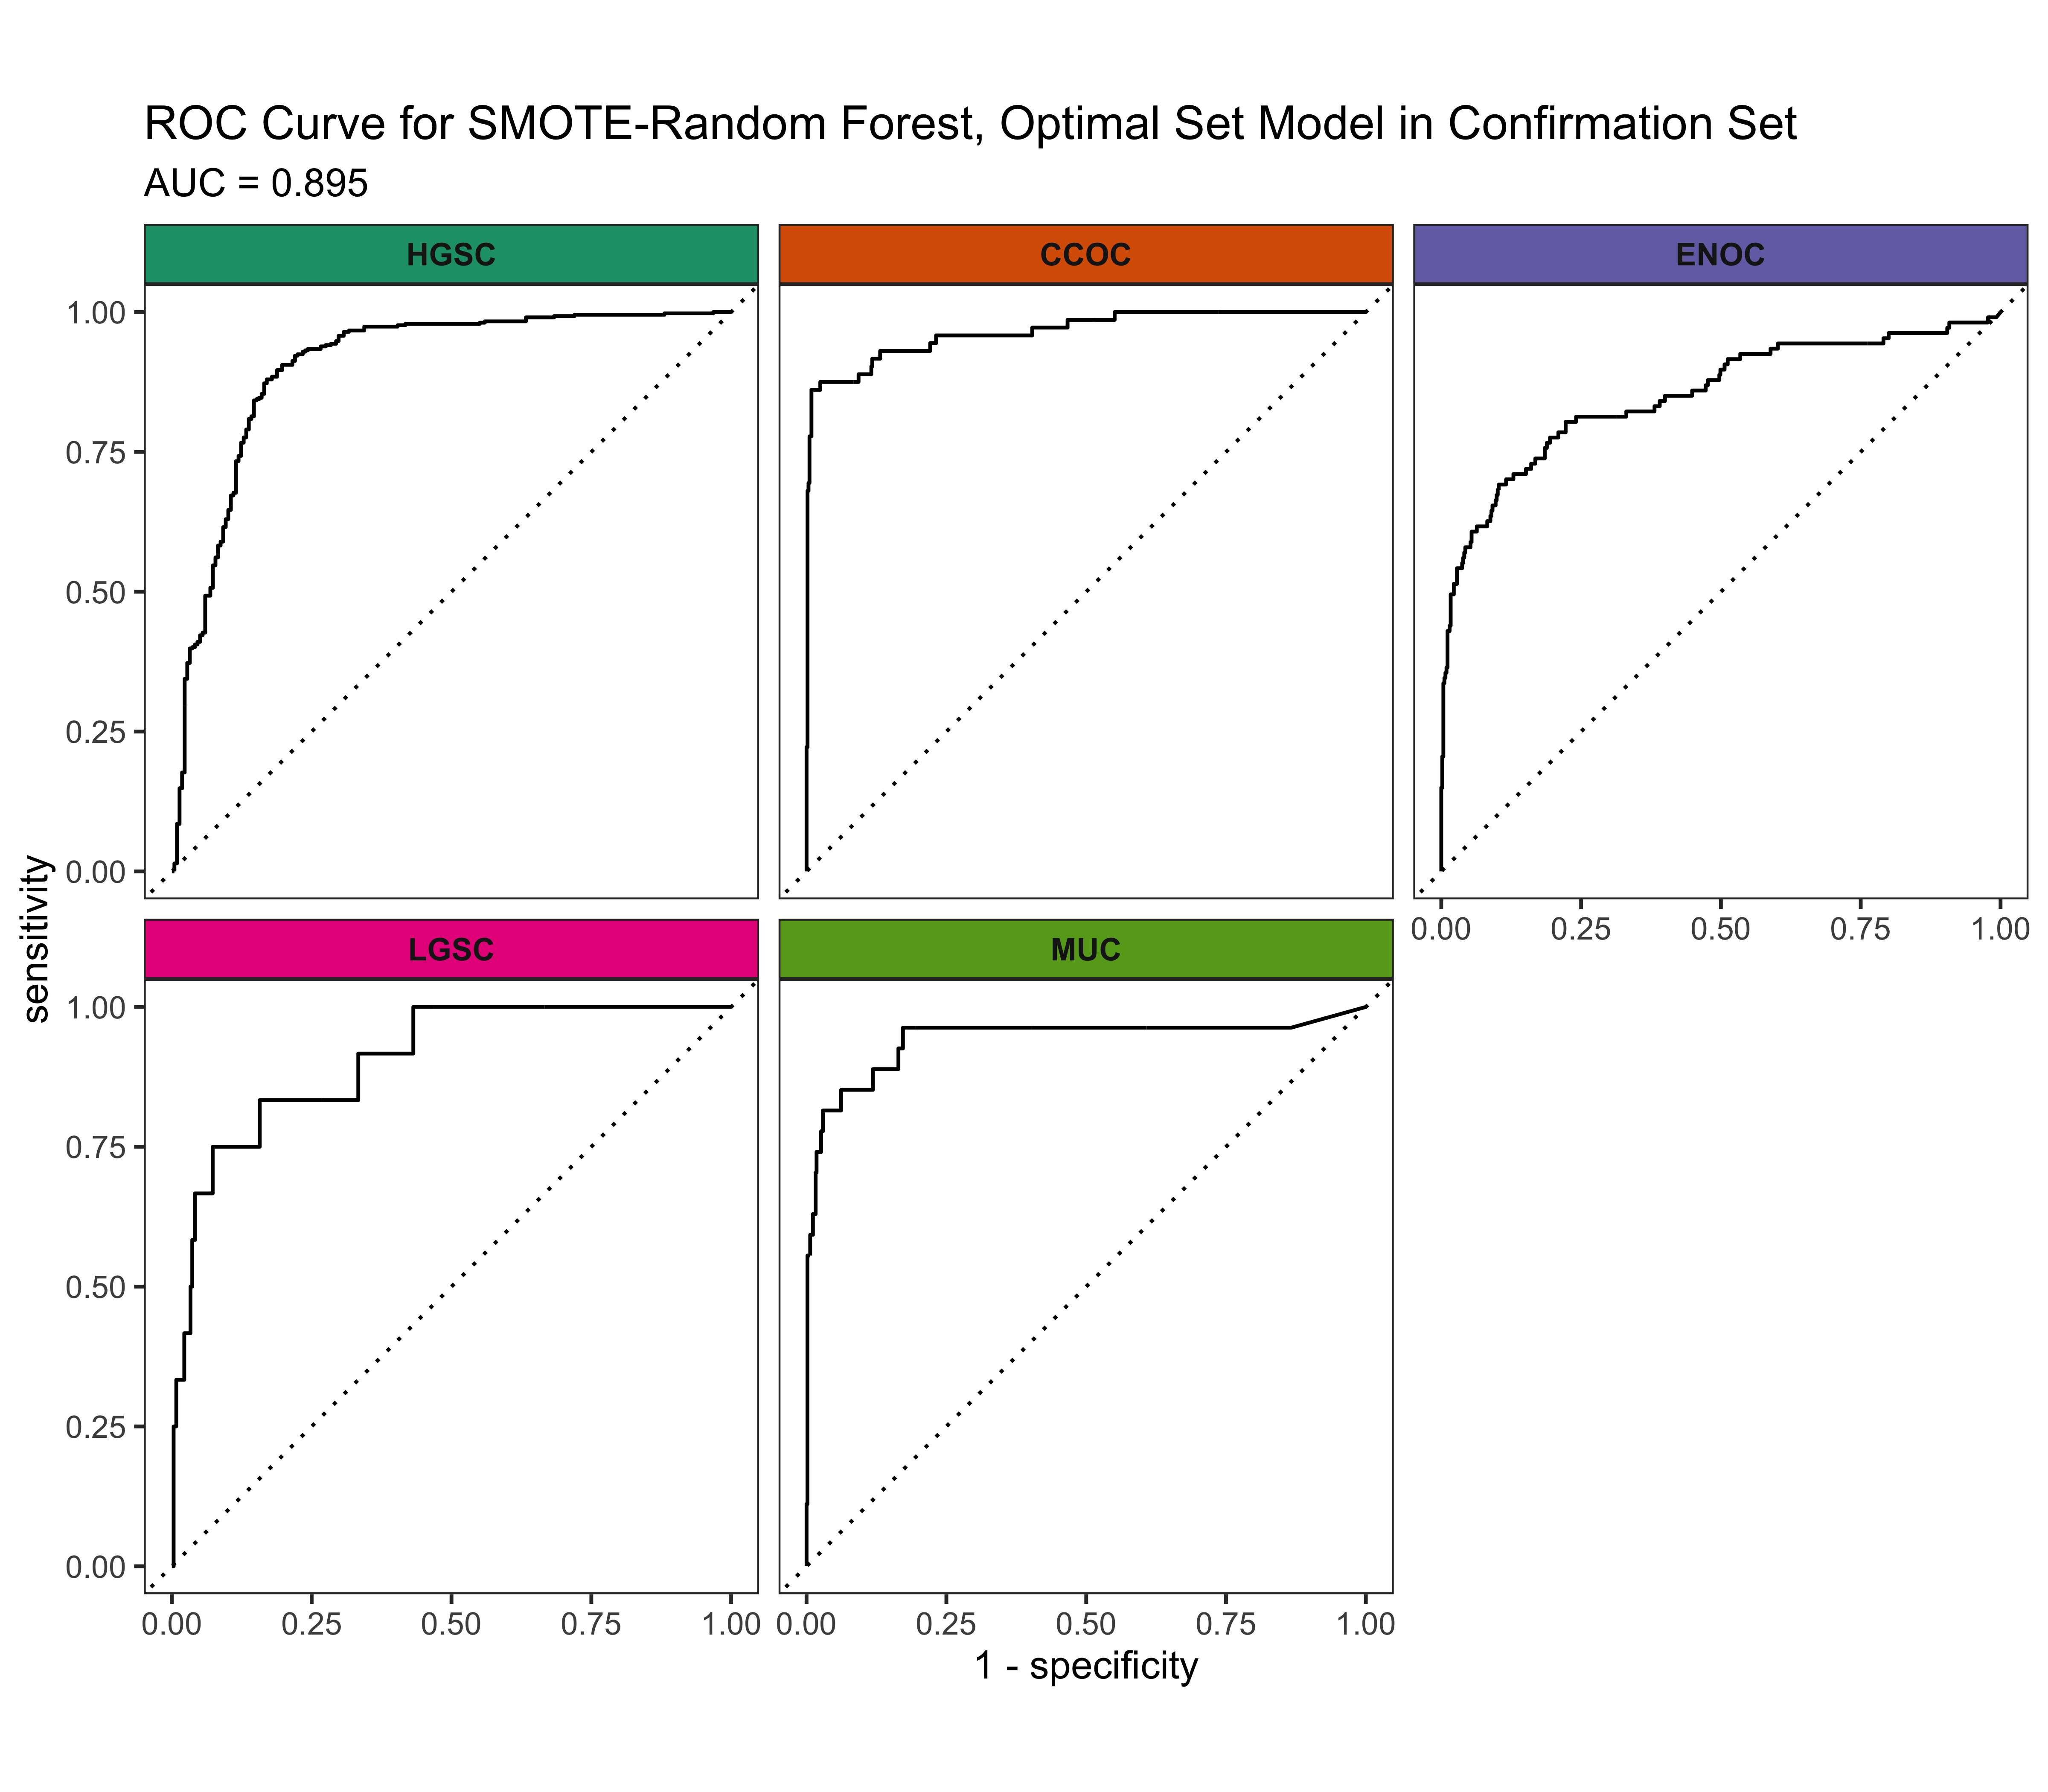 ROC Curve for SMOTE-Random Forest, Optimal Set Model in Confirmation Set
AUC = 0.895
HGSC
CCOC
ENOC
1.00
0.75
0.50
0.25
0.00
0.00 0.25 0.50 0.75 1.00
sensitivity
LGSC
MUC
1.00
0.75
0.50
0.25
0.00
0.00 0.25 0.50 0.75 1.00
0.00 0.25 0.50 0.75 1.00
1 - specificity